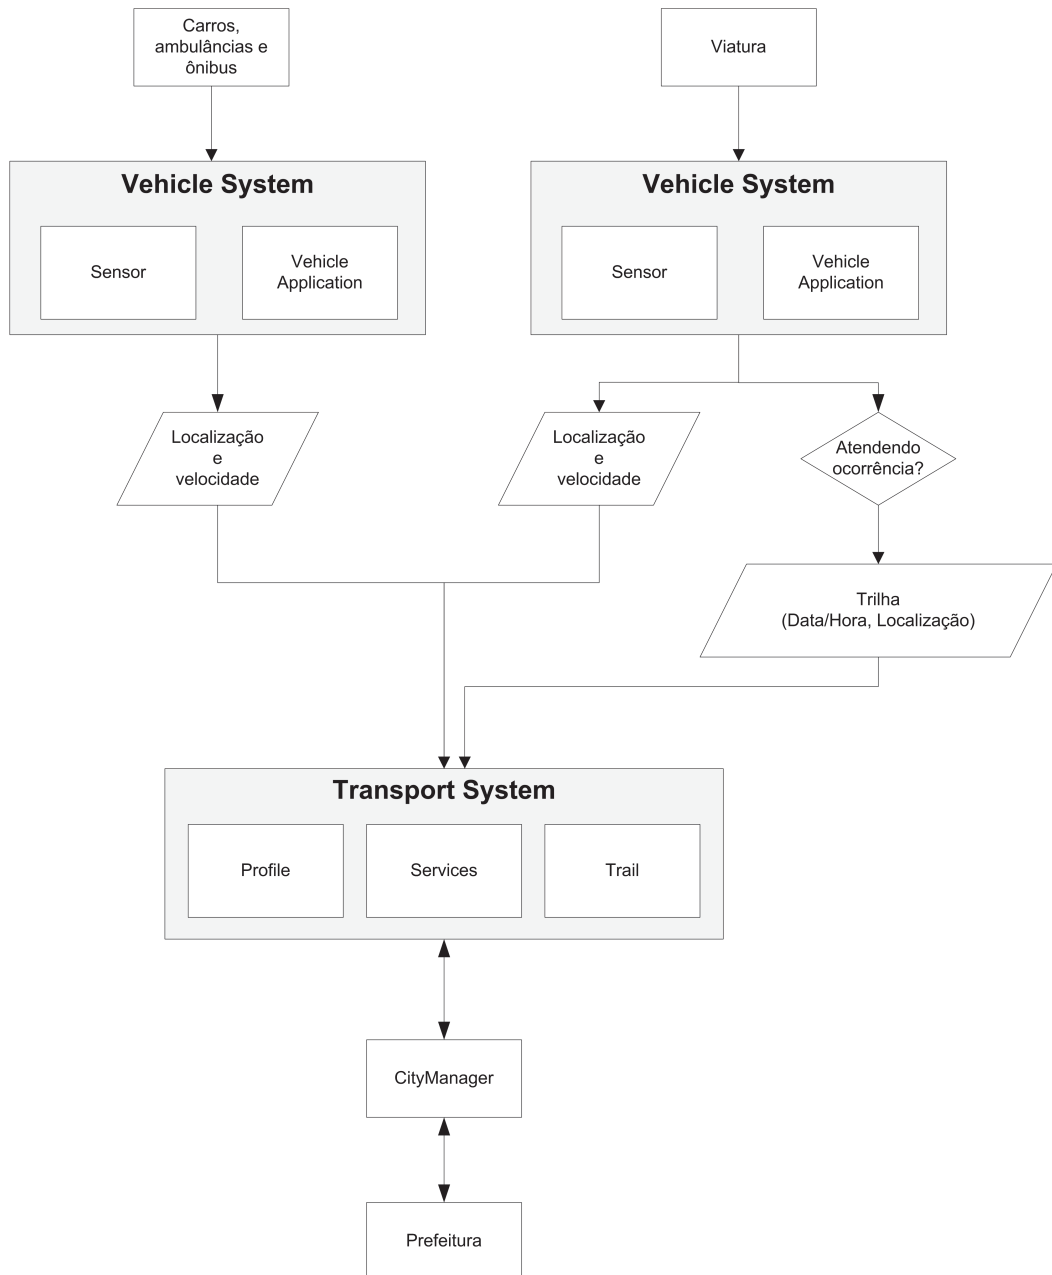 Carros,
ambulâncias e
ônibus
Viatura
Vehicle System
Sensor
Vehicle
Application
Vehicle System
Sensor
Vehicle
Application
Localização
e
velocidade
Localização
e
velocidade
Atendendo
ocorrência?
Trilha
(Data/Hora, Localização)
Transport System
Profile
Services
Trail
CityManager
Prefeitura